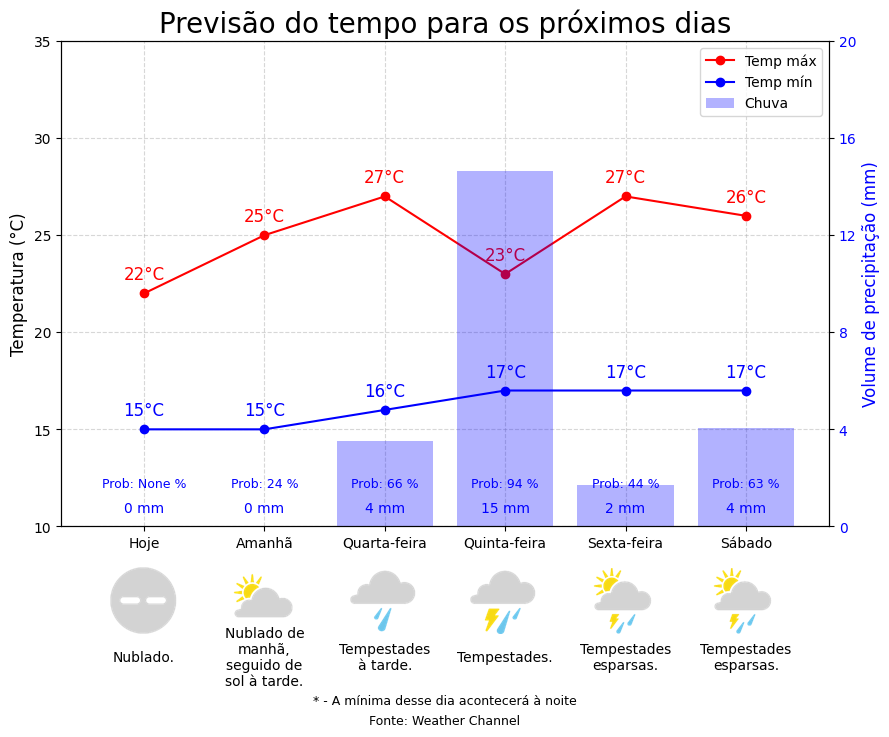 Previsão do tempo para os próximos dias
35
30
25
20
15
10
Temperatura (°C)
20
16
12
8
4
0
Volume de precipitação (mm)
Temp máx
Temp mín
Chuva
22°C
25°C
27°C
23°C
27°C
26°C
15°C
15°C
16°C
17°C
17°C
17°C
Prob: None %
Prob: 24 %
Prob: 66 %
Prob: 94 %
Prob: 44 %
Prob: 63 %
0 mm
0 mm
4 mm
15 mm
2 mm
4 mm
Hoje
Amanhã
Quarta-feira
Quinta-feira
Sexta-feira
Sábado
Nublado.
Nublado de
manhã,
seguido de
sol à tarde.
Tempestades
à tarde.
Tempestades.
Tempestades
esparsas.
Tempestades
esparsas.
* - A mínima desse dia acontecerá à noite
Fonte: Weather Channel